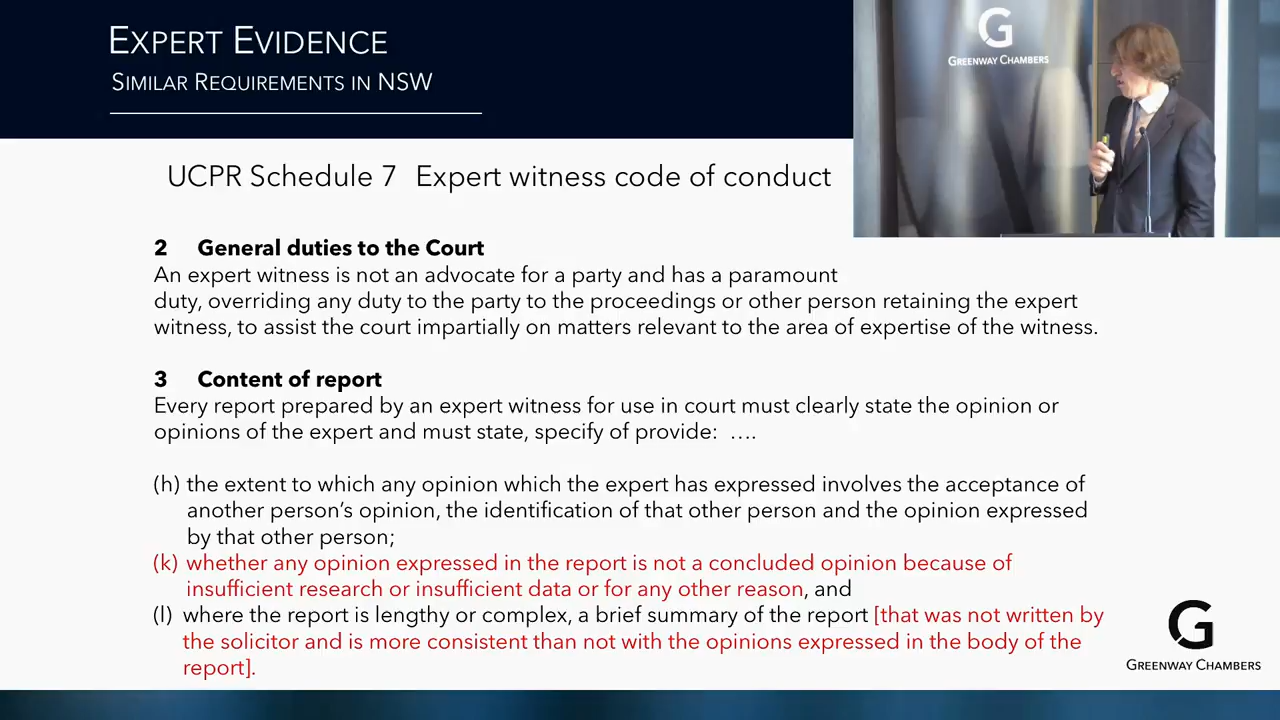 EXPERT EVIDENCE
SIMILAR REQUIREMENTS IN NSW
G
GREENWAY CHAMBERS
UCPR Schedule 7 Expert witness code of conduct
2 General duties to the Court
An expert witness is not an advocate for a party and has a paramount
duty, overriding any duty to the party to the proceedings or other person retaining the expert
witness, to assist the court impartially on matters relevant to the area of expertise of the witness.
3 Content of report
Every report prepared by an expert witness for use in court must clearly state the opinion or
opinions of the expert and must state, specify of provide: ....
(h) the extent to which any opinion which the expert has expressed involves the acceptance of
another person's opinion, the identification of that other person and the opinion expressed
by that other person;
(k) whether any opinion expressed in the report is not a concluded opinion because of
insufficient research or insufficient data or for any other reason, and
(l) where the report is lengthy or complex, a brief summary of the report [that was not written by
the solicitor and is more consistent than not with the opinions expressed in the body of the
report].
G
GREENWAY CHAMBERS